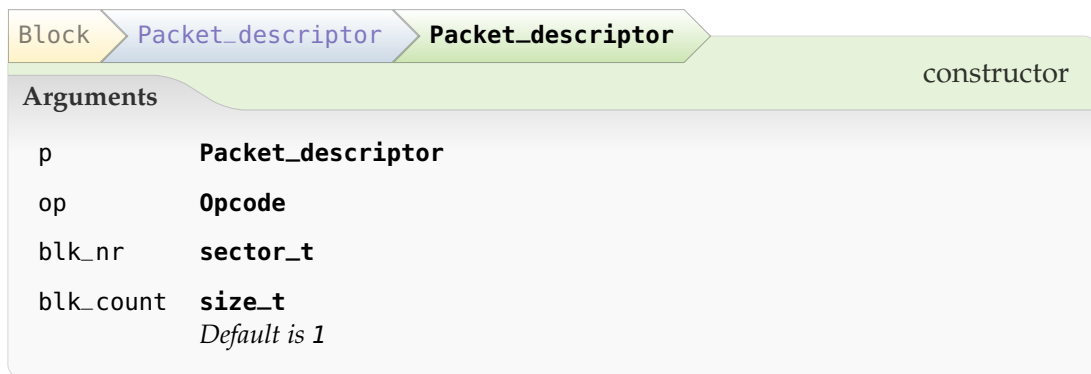 Block Packet_descriptor Packet_descriptor
constructor
Arguments
p Packet_descriptor
op Opcode
blk_nr sector_t
blk_count size_t
Default is 1